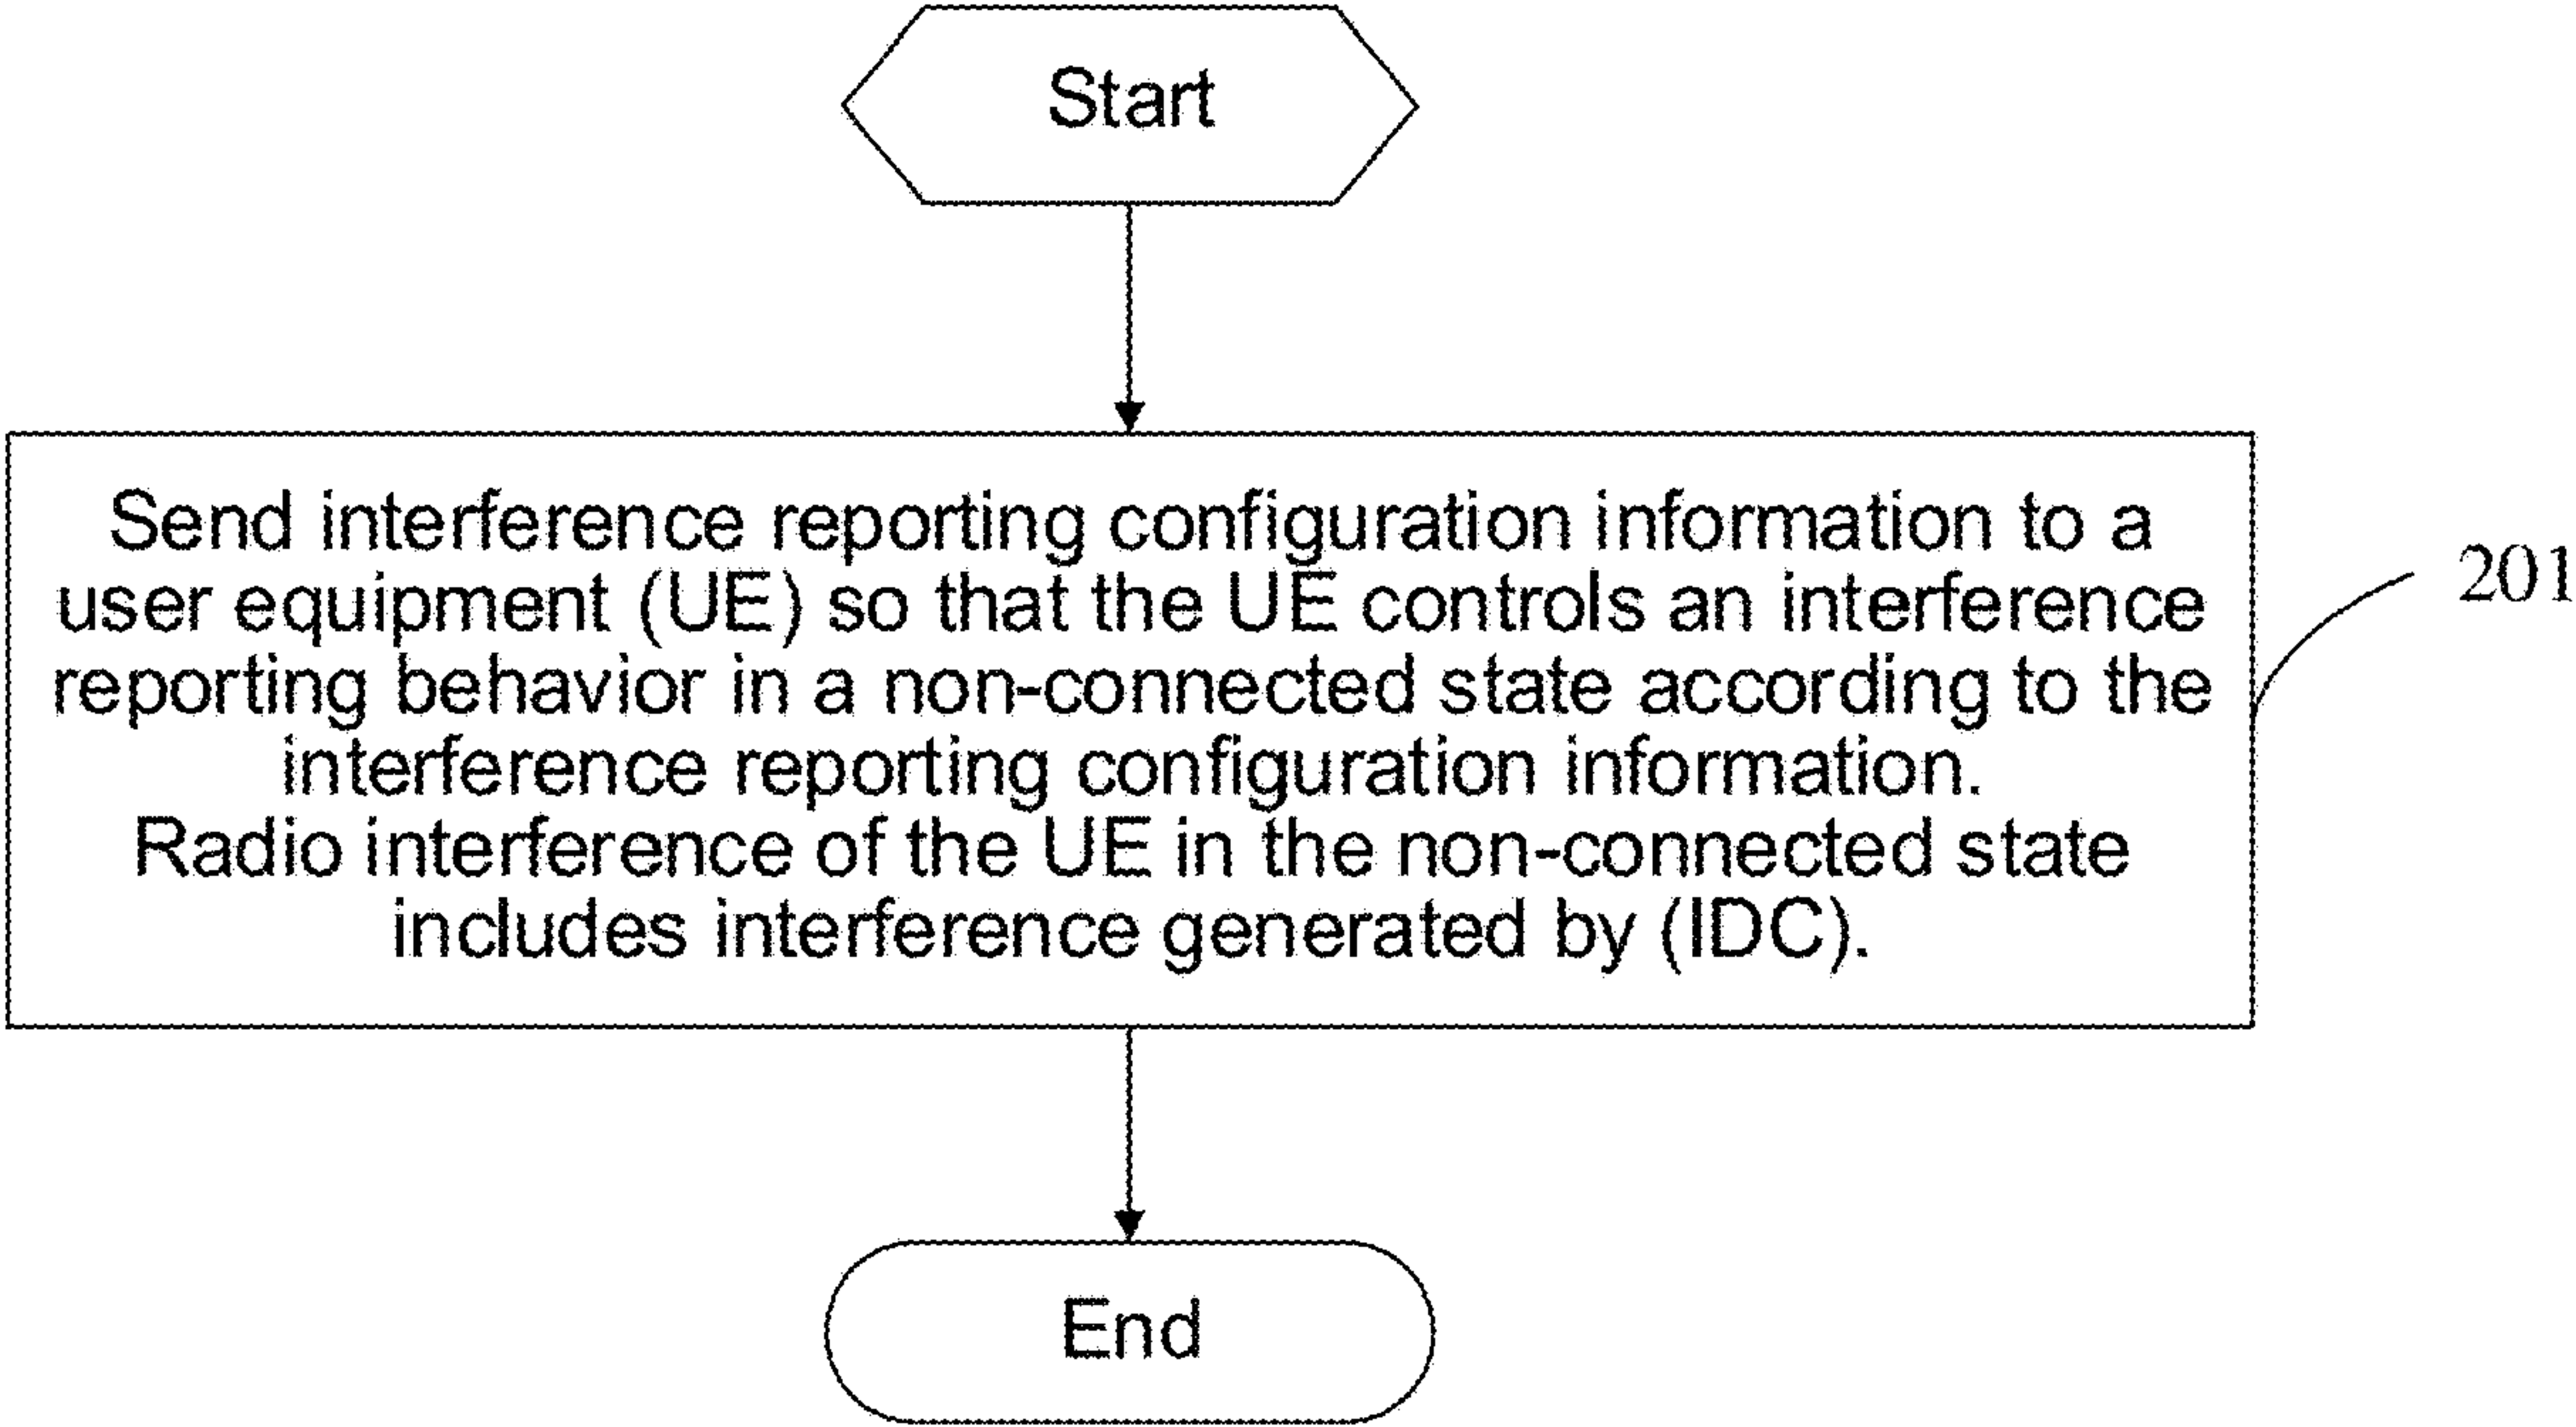 Start
Send interference reporting configuration information to a
user equipment (UE) so that the UE controls an interference
reporting behavior in a non-connected state according to the
interference reporting configuration information.
Radio interference of the UE in the non-connected state
includes interference generated by (IDC).
201
End